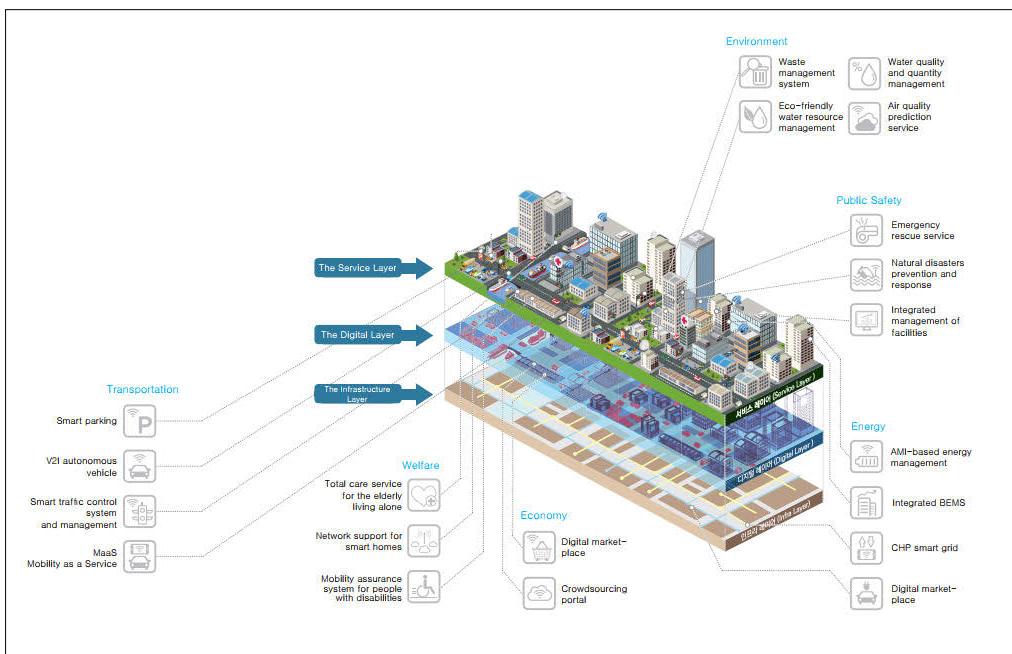 Environment
Waste
management
system
Water quality
and quantity
management
Eco-friendly
water resource
management
Air quality
prediction
service
Public Safety
Emergency
rescue service
Natural disasters
prevention and
response
Integrated
management of
facilities
The Service Layer
The Digital Layer
The Infrastructure
Layer
서비스 레이어 (Service Layer)
디지털 레이어 (Digital Layer)
인프라 레이어 (Infra Layer)
Transportation
Smart parking
V2I autonomous
vehicle
Smart traffic control
system
and management
MaaS
Mobility as a Service
Welfare
Total care service
for the elderly
living alone
Network support for
smart homes
Mobility assurance
system for people
with disabilities
Economy
Digital market-
place
Crowdsourcing
portal
Energy
AMI-based energy
management
Integrated BEMS
CHP smart grid
Digital market-
place